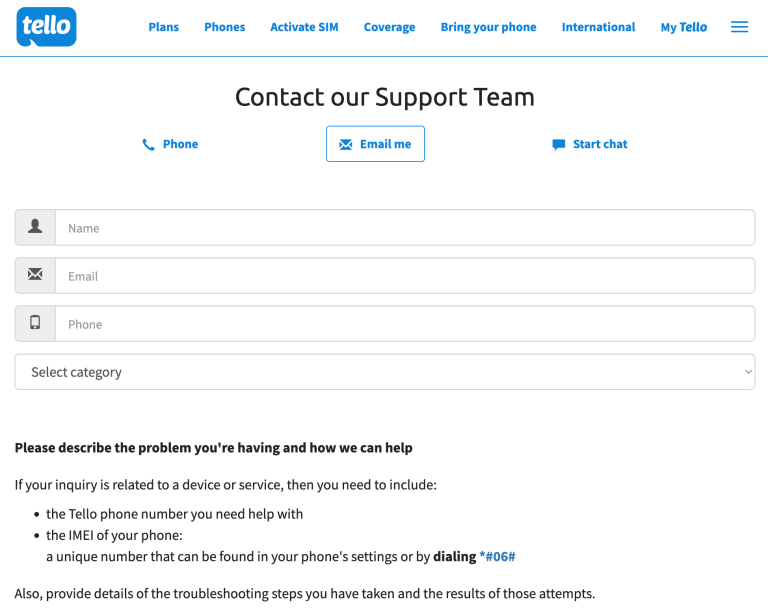 tello
Plans Phones Activate SIM Coverage Bring your phone International My Tello
Contact our Support Team
Phone Email me Start chat
Name
Email
Phone
Select category
Please describe the problem you're having and how we can help
If your inquiry is related to a device or service, then you need to include:
• the Tello phone number you need help with
• the IMEI of your phone:
a unique number that can be found in your phone's settings or by dialing *#06#
Also, provide details of the troubleshooting steps you have taken and the results of those attempts.